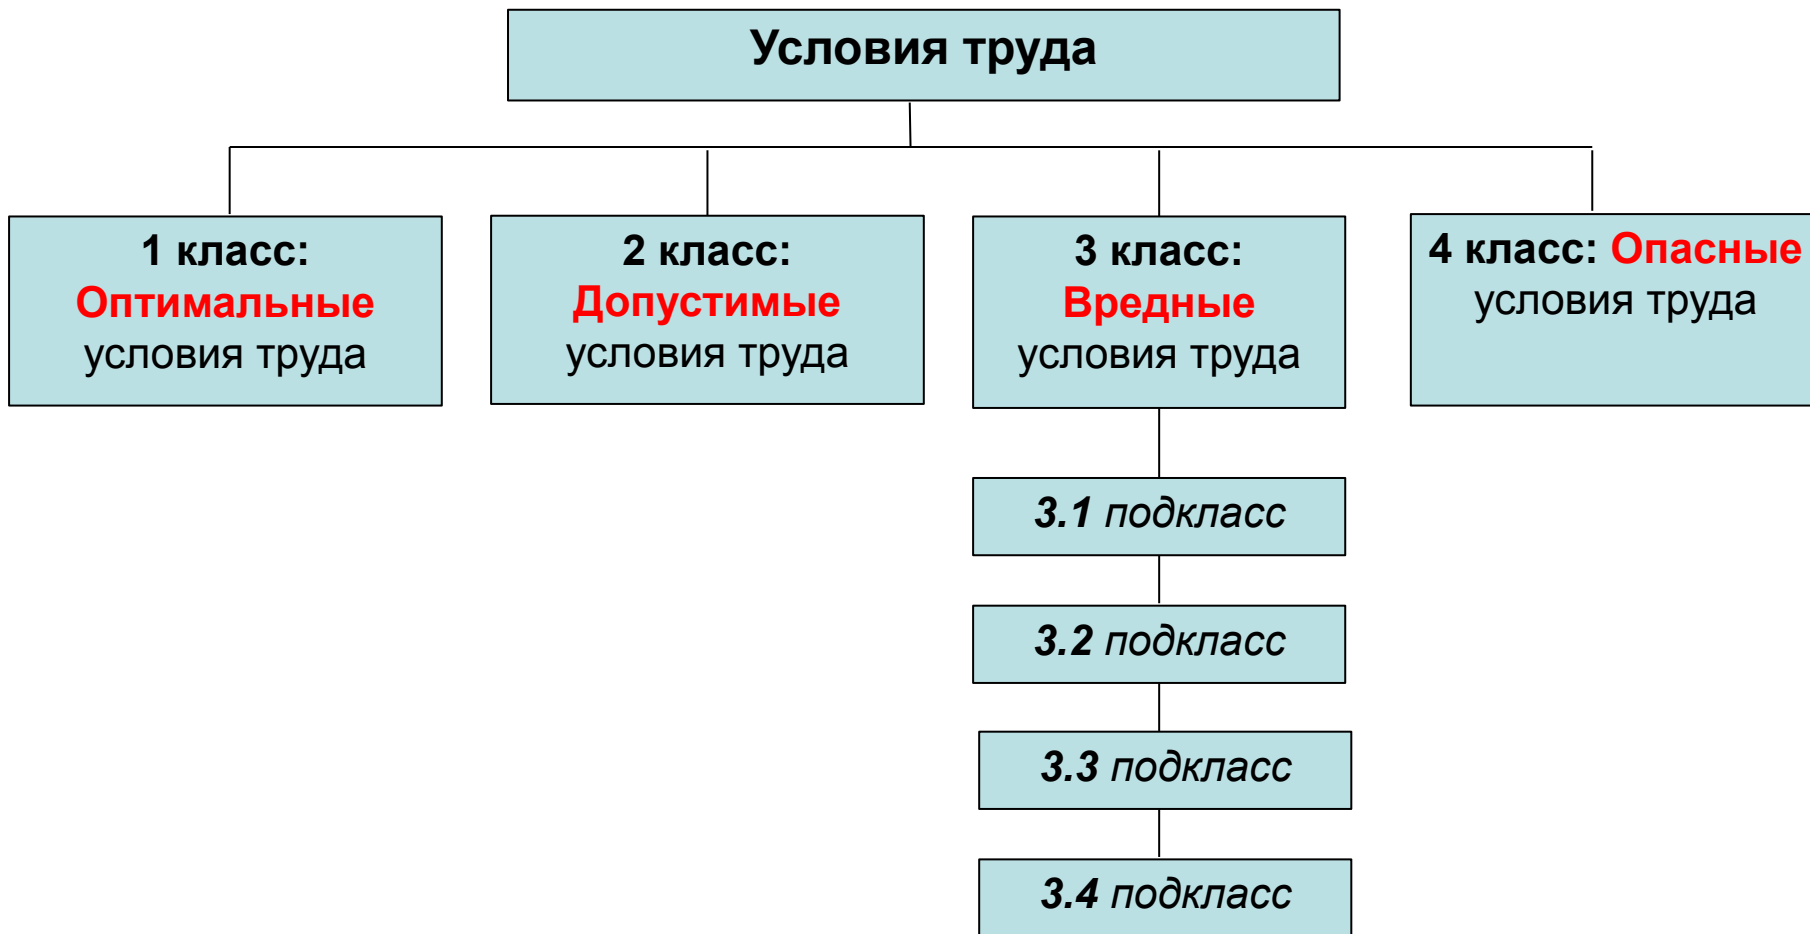 Условия труда
1 класс:
Оптимальные
условия труда
2 класс:
Допустимые
условия труда
3 класс:
Вредные
условия труда
4 класс: Опасные
условия труда
3.1 подкласс
3.2 подкласс
3.3 подкласс
3.4 подкласс